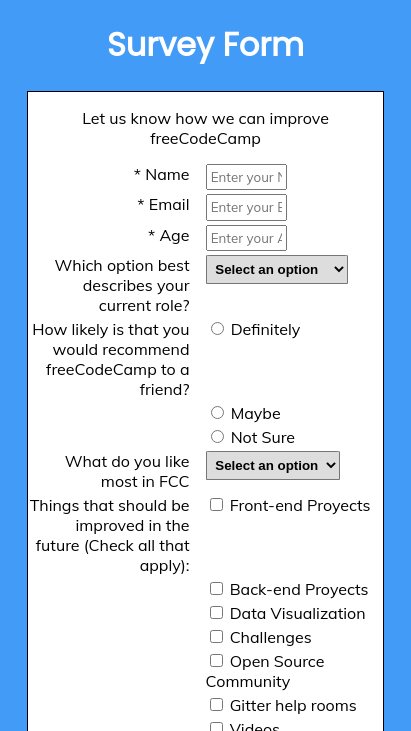 Survey Form
Let us know how we can improve
freeCodeCamp
* Name
Enter your N
* Email
Enter your E
* Age
Enter your A
Which option best
describes your
current role?
Select an option
How likely is that you
would recommend
freeCodeCamp to a
friend?
Definitely
Maybe
Not Sure
What do you like
most in FCC
Select an option
Things that should be
improved in the
future (Check all that
apply):
Front-end Proyects
Back-end Proyects
Data Visualization
Challenges
Open Source
Community
Gitter help rooms
Videos